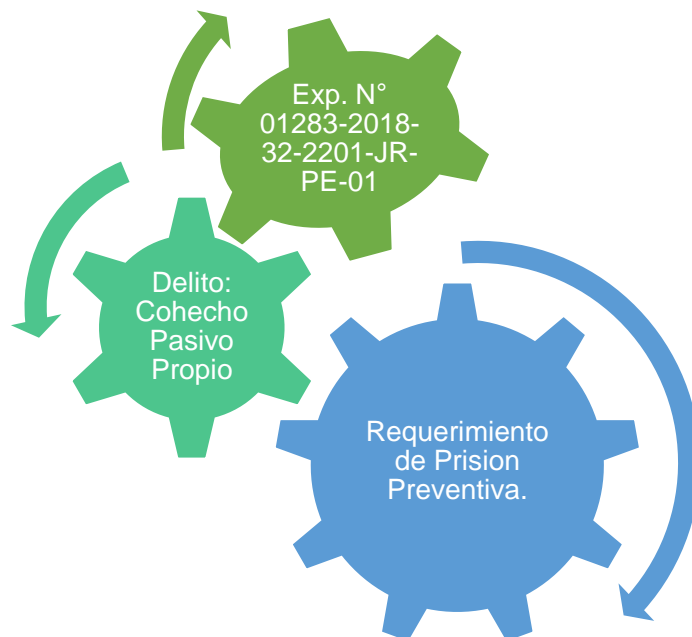 Exp. N°
01283-2018-
32-2201-JR-
PE-01
Delito:
Cohecho
Pasivo
Propio
Requerimiento
de Prision
Preventiva.